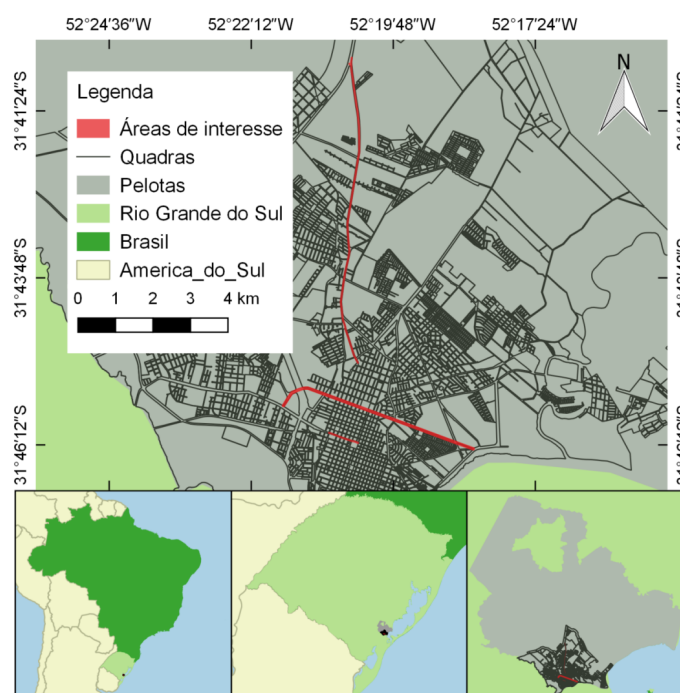 52°24′36″W 52°22′12″W 52°19′48″W 52°17′24″W
N
31°41′24″S
31°43′48″S
31°46′12″S
Legenda
Áreas de interesse
Quadras
Pelotas
Rio Grande do Sul
Brasil
America_do_Sul
0 1 2 3 4 km